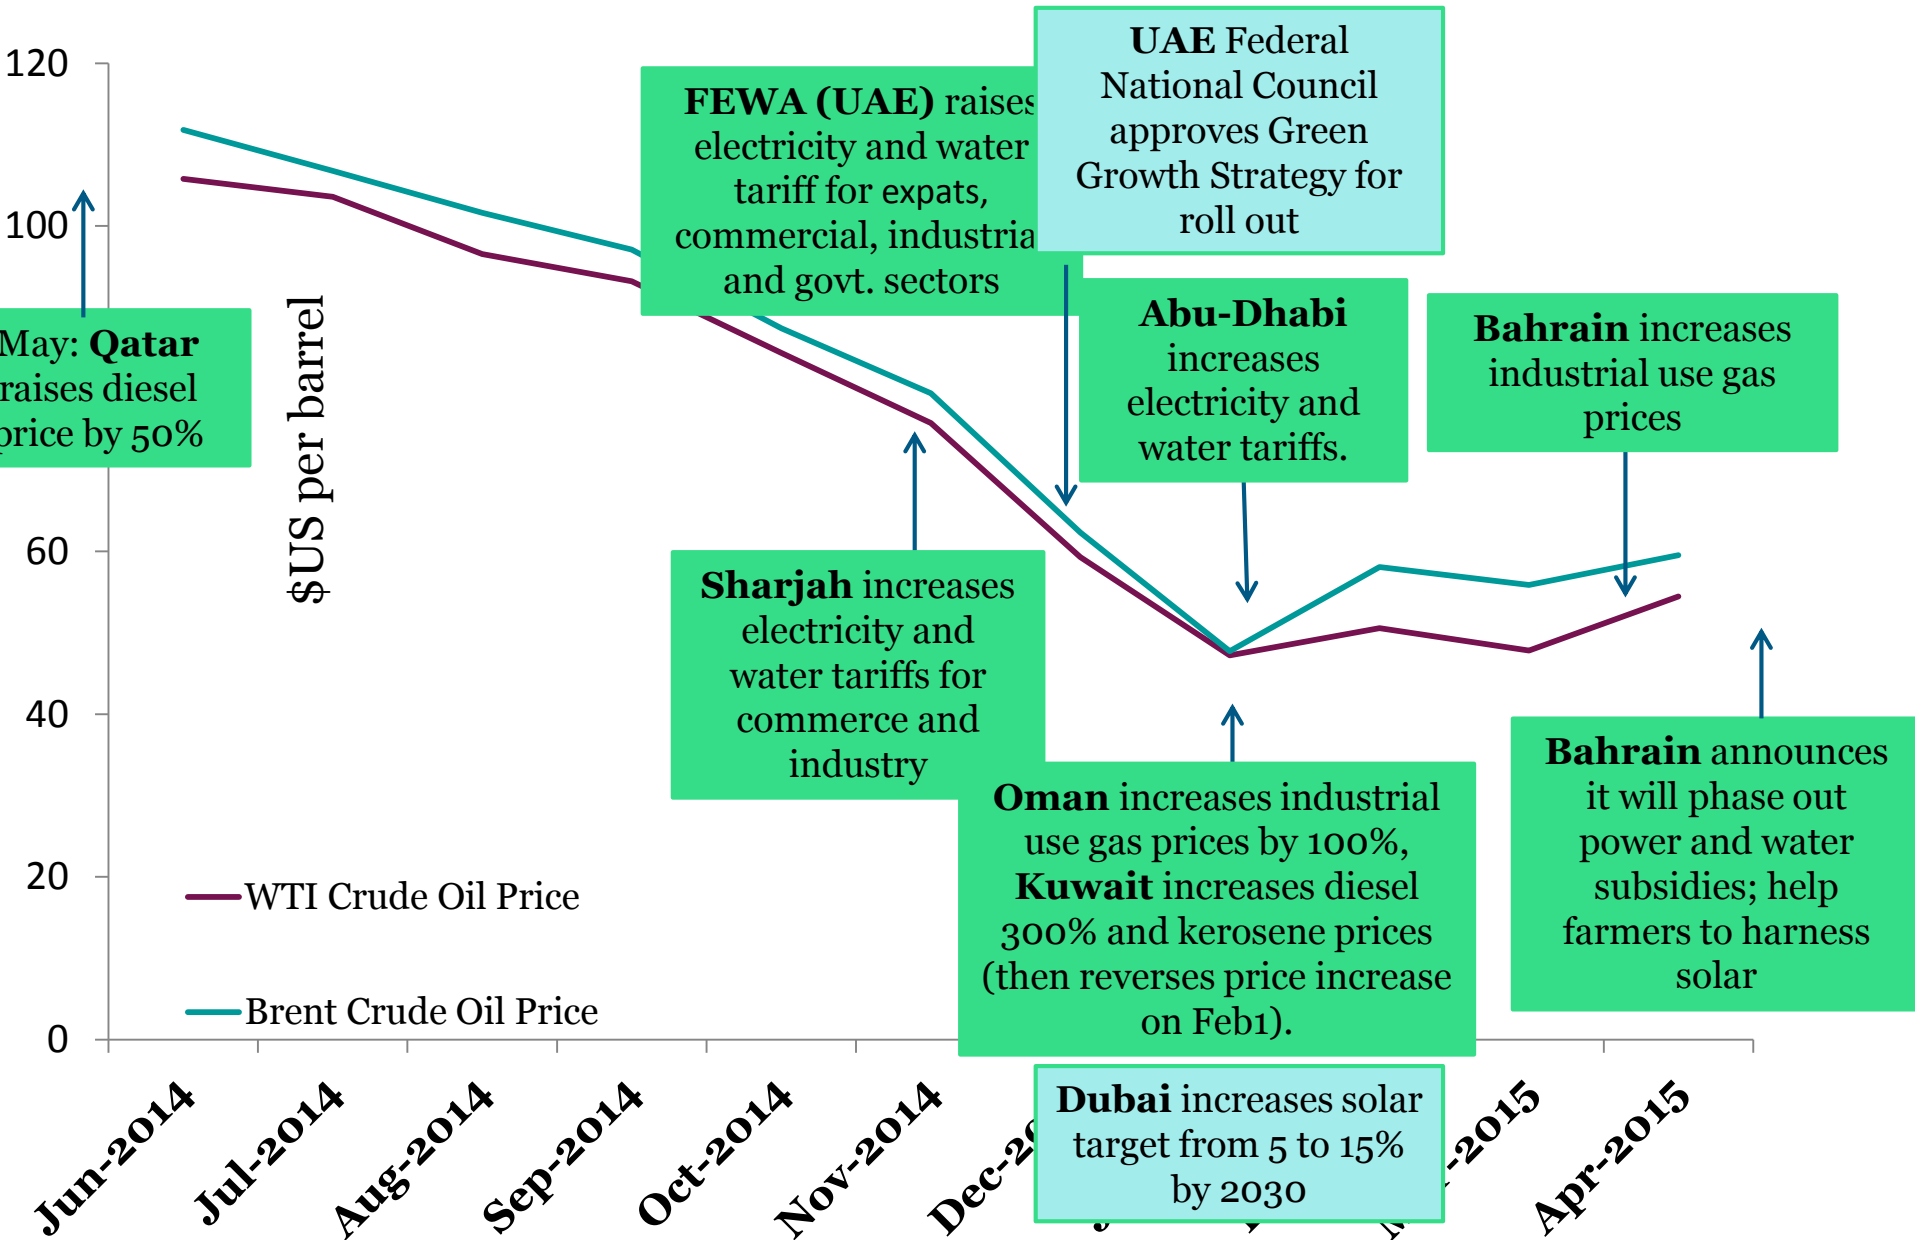 120
100
60
40
20
0
$US per barrel
May: Qatar
raises diesel
price by 50%
FEWA (UAE) raises
electricity and water
tariff for expats,
commercial, industria
and govt. sectors
UAE Federal
National Council
approves Green
Growth Strategy for
roll out
Abu-Dhabi
increases
electricity and
water tariffs.
Bahrain increases
industrial use gas
prices
Sharjah increases
electricity and
water tariffs for
commerce and
industry
Oman increases industrial
use gas prices by 100%,
Kuwait increases diesel
300% and kerosene prices
(then reverses price increase
on Feb1).
Bahrain announces
it will phase out
power and water
subsidies; help
farmers to harness
solar
Dubai increases solar
target from 5 to 15%
by 2030
WTI Crude Oil Price
Brent Crude Oil Price
Jun-2014
Jul-2014
Aug-2014
Sep-2014
Oct-2014
Nov-2014
Dec-20
-2015
Apr-2015